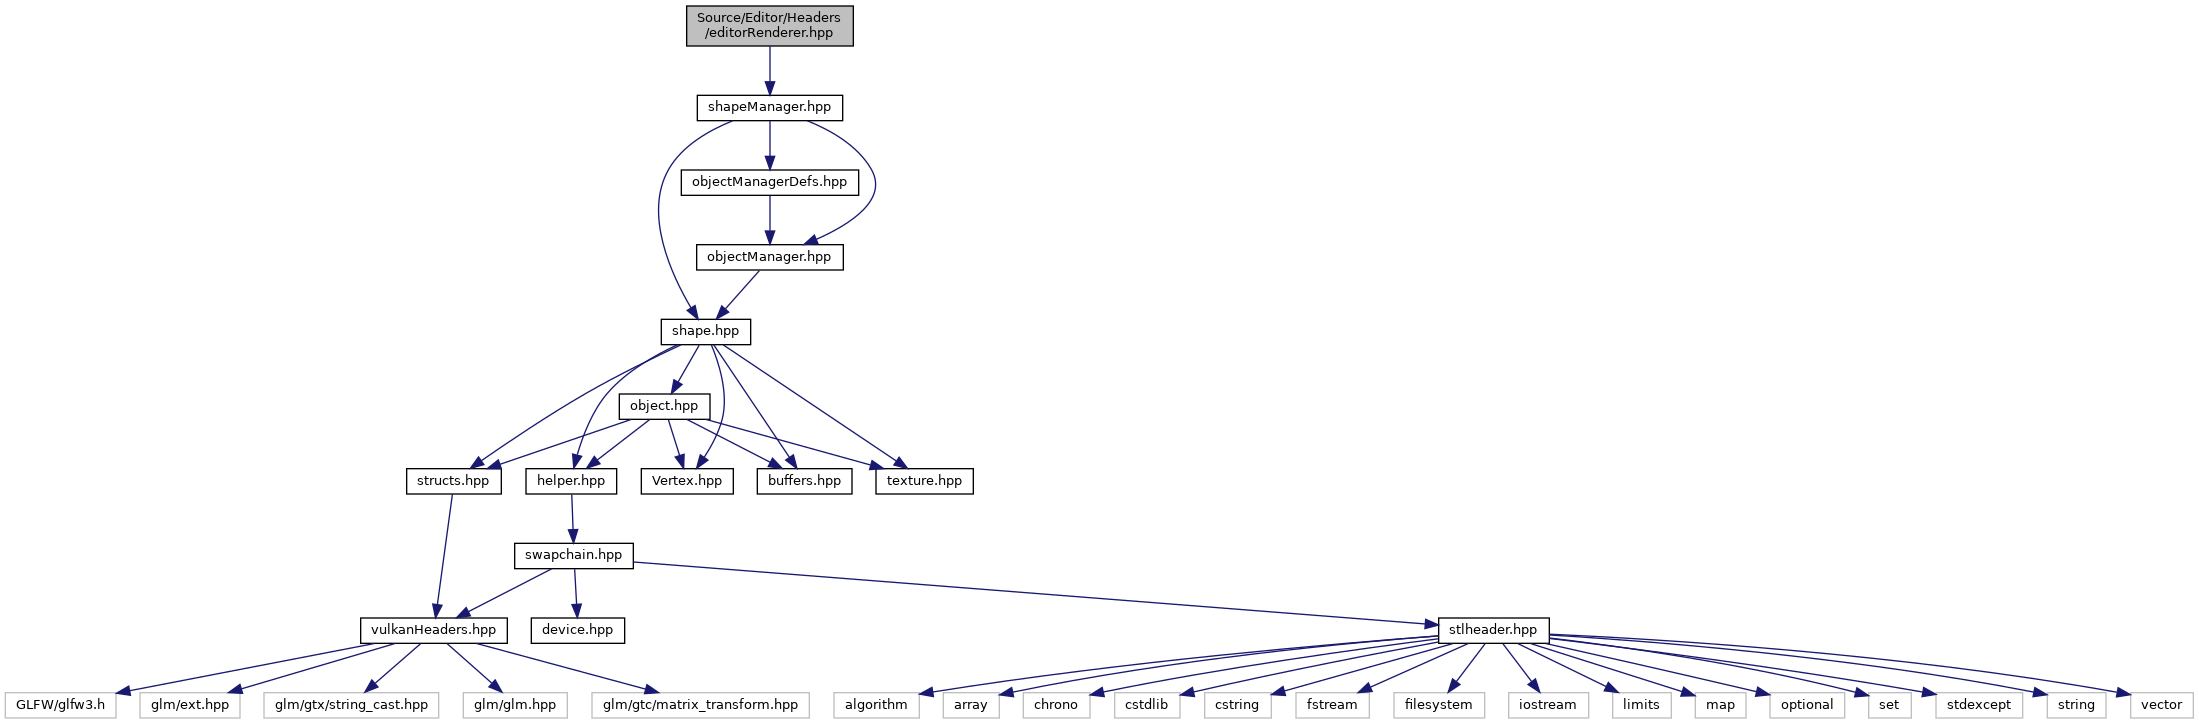 Source/Editor/Headers
/editorRenderer.hpp
shapeManager.hpp
objectManagerDefs.hpp
objectManager.hpp
shape.hpp
object.hpp
structs.hpp
helper.hpp
Vertex.hpp
buffers.hpp
texture.hpp
swapchain.hpp
vulkanHeaders.hpp
device.hpp
stlheader.hpp
GLFW/glfw3.h
glm/ext.hpp
glm/gtx/string_cast.hpp
glm/glm.hpp
glm/gtc/matrix_transform.hpp
algorithm
array
chrono
cstdlib
cstring
fstream
filesystem
iostream
limits
map
optional
set
stdexcept
string
vector